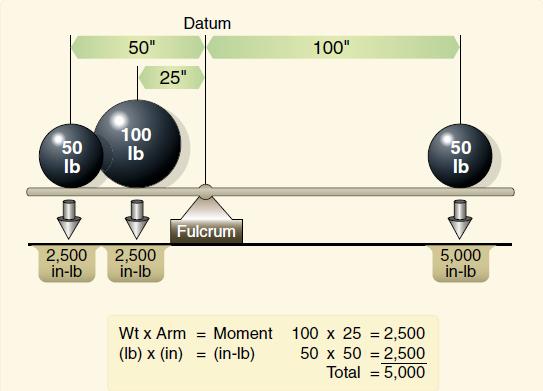 Datum
50"
100"
25"
50
lb
100
lb
50
lb
Fulcrum
2,500
in-lb
2,500
in-lb
5,000
in-lb
Wt x Arm = Moment 100 x 25 = 2,500
(lb) x (in) = (in-lb) 50 x 50 = 2,500
Total = 5,000